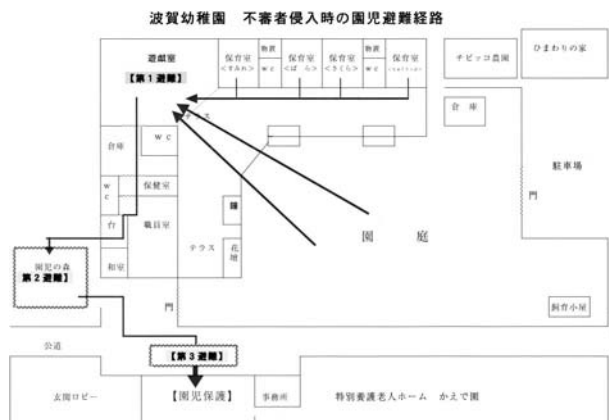 波賀幼稚園 不審者侵入時の園児避難経路
遊戯室
【第1避難】
保育室
<すみれ>
物置
wc
保育室
<ばら>
保育室
<さくら>
物置
wc
保育室
チビッコ農園
ひまわりの家
倉庫
駐車場
門
テラス
倉庫
wc
wc
保健室
台
職員室
和室
テラス
花壇
園庭
園児の森
第2避難】
門
飼育小屋
公道
【第3避難】
玄関ロビー
【園児保護】
事務所
特別養護老人ホーム かえで園